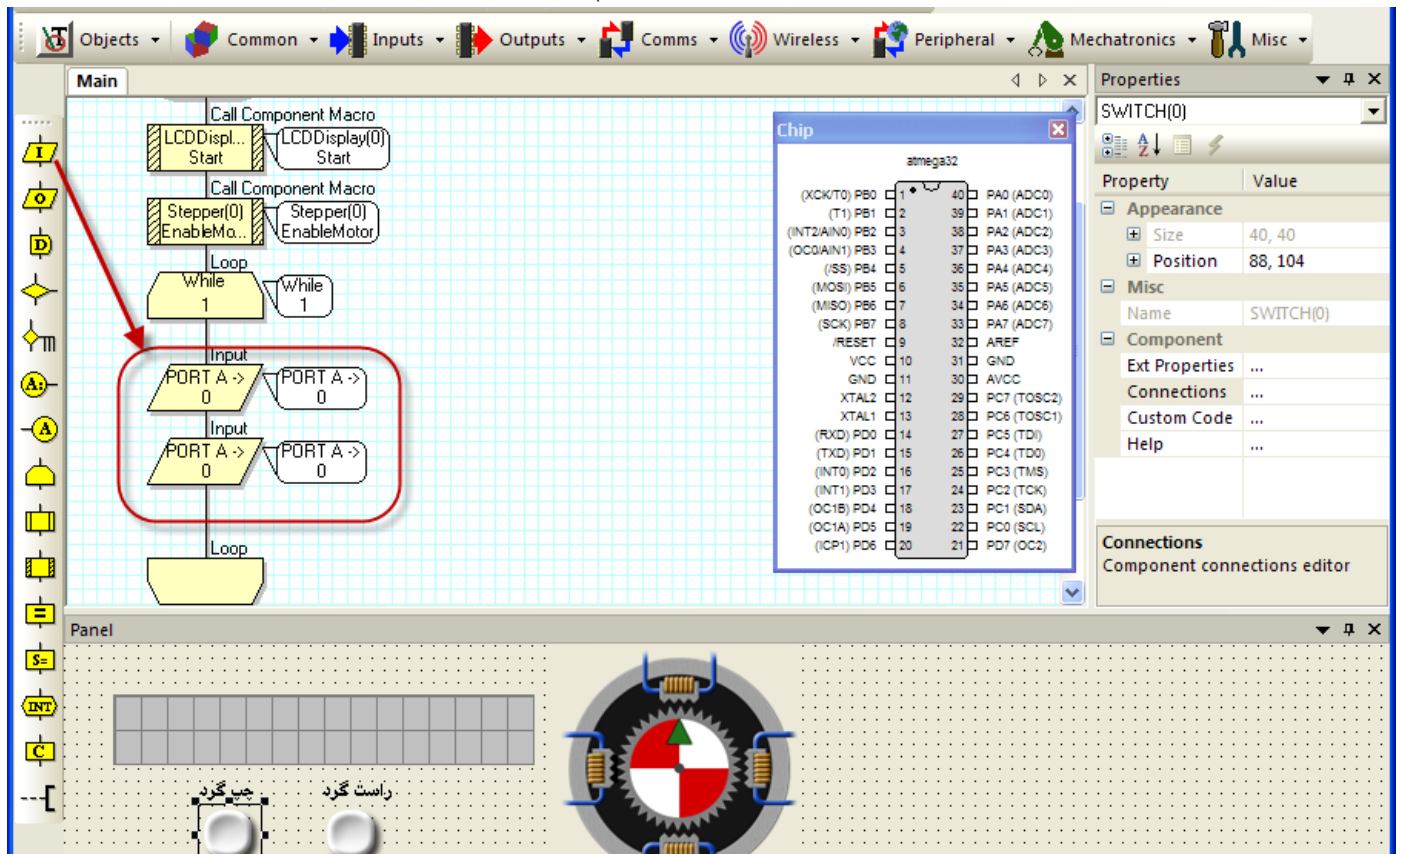 Objects Common Inputs Outputs Comms Wireless Peripheral Mechatronics Misc
Main
Call Component Macro
LCDDispl... Start
LCDDisplay(0) Start
Call Component Macro
Stepper(0) EnableMo...
Stepper(0) EnableMotor
Loop
While 1
While 1
Input
PORT A -> 0
PORT A -> 0
Input
PORT A -> 0
PORT A -> 0
Loop
I
O
D
A:
A
=
S=
INT
C
Chip
atmega32
(XCK/T0) PB0 1 40 PA0 (ADC0)
(T1) PB1 2 39 PA1 (ADC1)
(INT2/AIN0) PB2 3 38 PA2 (ADC2)
(OC0/AIN1) PB3 4 37 PA3 (ADC3)
(/SS) PB4 5 36 PA4 (ADC4)
(MOSI) PB5 6 35 PA5 (ADC5)
(MISO) PB6 7 34 PA6 (ADC6)
(SCK) PB7 8 33 PA7 (ADC7)
/RESET 9 32 AREF
VCC 10 31 GND
GND 11 30 AVCC
XTAL2 12 29 PC7 (TOSC2)
XTAL1 13 28 PC6 (TOSC1)
(RXD) PD0 14 27 PC5 (TDI)
(TXD) PD1 15 26 PC4 (TD0)
(INT0) PD2 16 25 PC3 (TMS)
(INT1) PD3 17 24 PC2 (TCK)
(OC1B) PD4 18 23 PC1 (SDA)
(OC1A) PD5 19 22 PC0 (SCL)
(ICP1) PD6 20 21 PD7 (OC2)
Properties
SWITCH(0)
Property Value
Appearance
Size 40, 40
Position 88, 104
Misc
Name SWITCH(0)
Component
Ext Properties ...
Connections ...
Custom Code ...
Help ...
Connections
Component connections editor
Panel
چپ گرد راست گرد